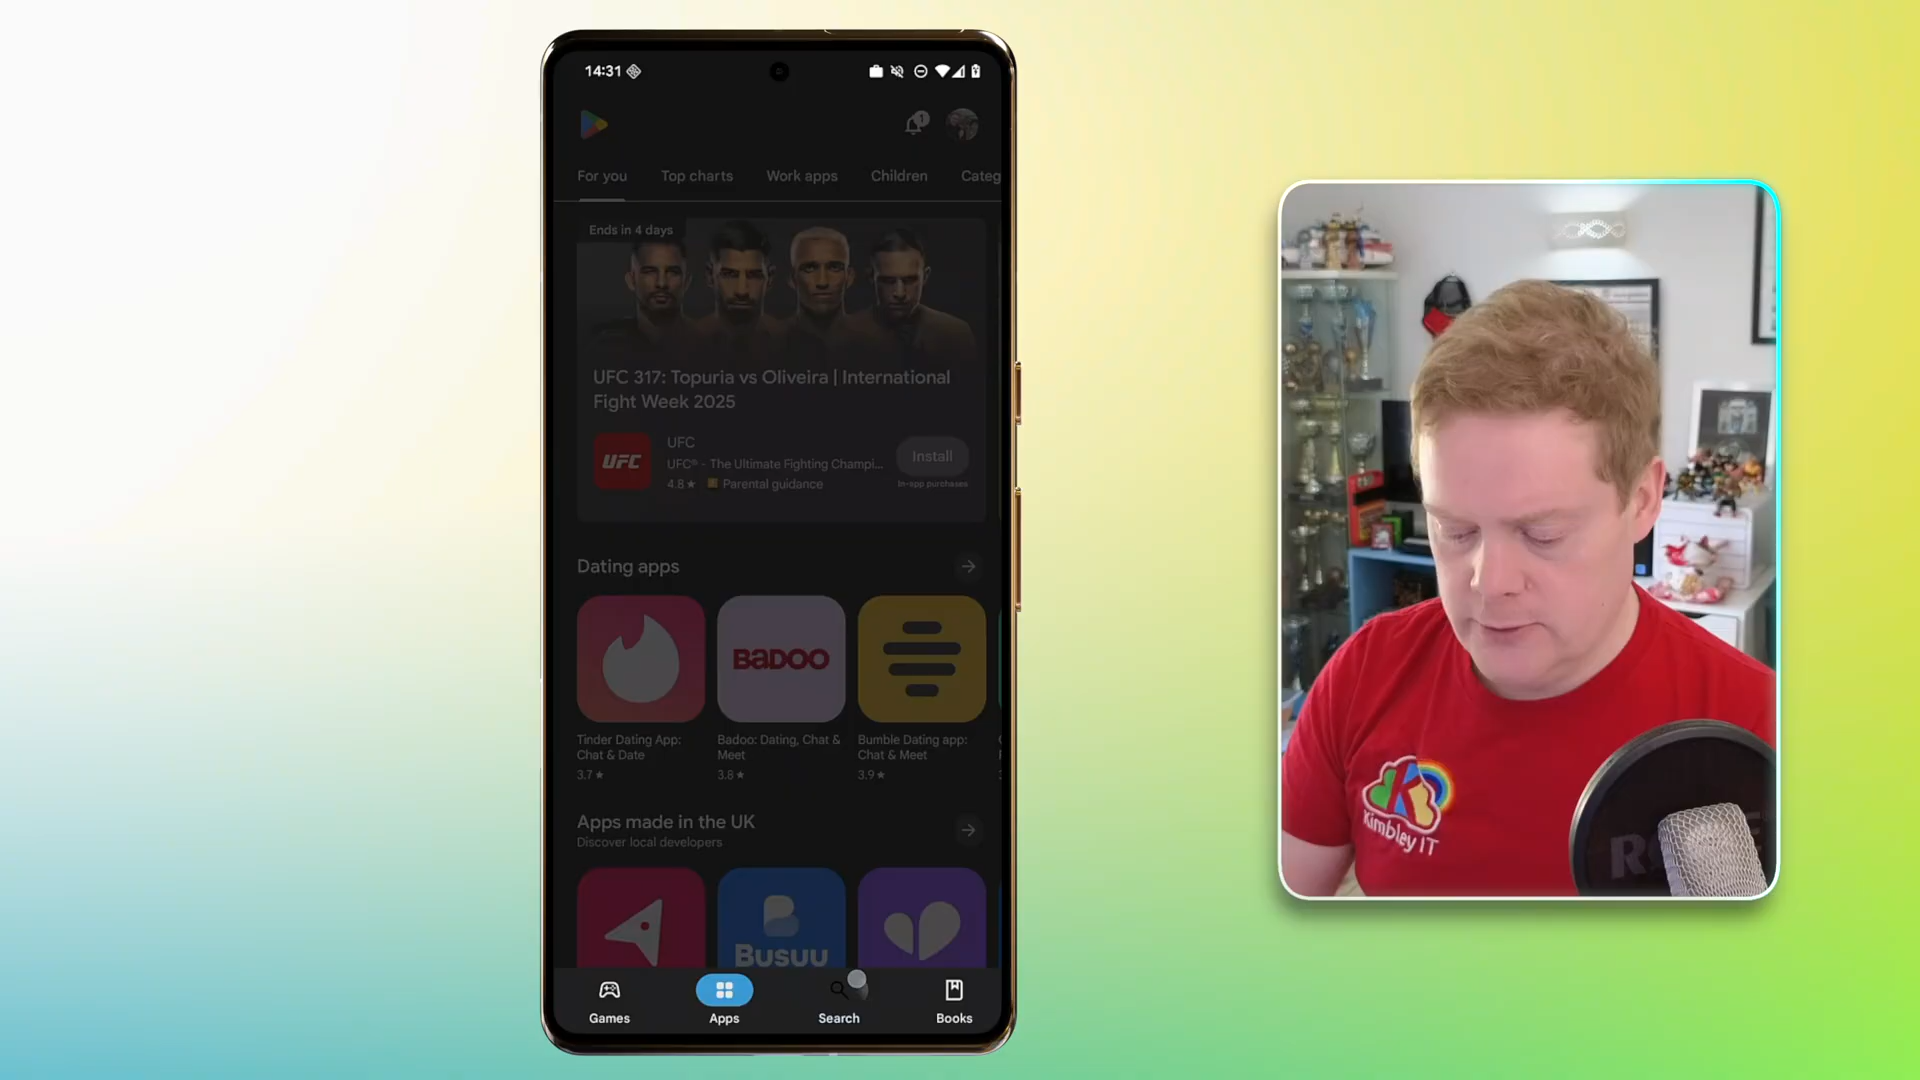 14:31
1
For you Top charts Work apps Children Categ
Ends in 4 days
UFC 317: Topuria vs Oliveira | International
Fight Week 2025
UFC
UFC
UFC® - The Ultimate Fighting Champi...
4.8★ Parental guidance
Install
In-app purchases
Dating apps
BADOO
Tinder Dating App:
Chat & Date
3.7★
Badoo: Dating, Chat &
Meet
3.8★
Bumble Dating app:
Chat & Meet
3.9★
Apps made in the UK
Discover local developers
Busuu
Games Apps Search Books
K
Kimbley IT